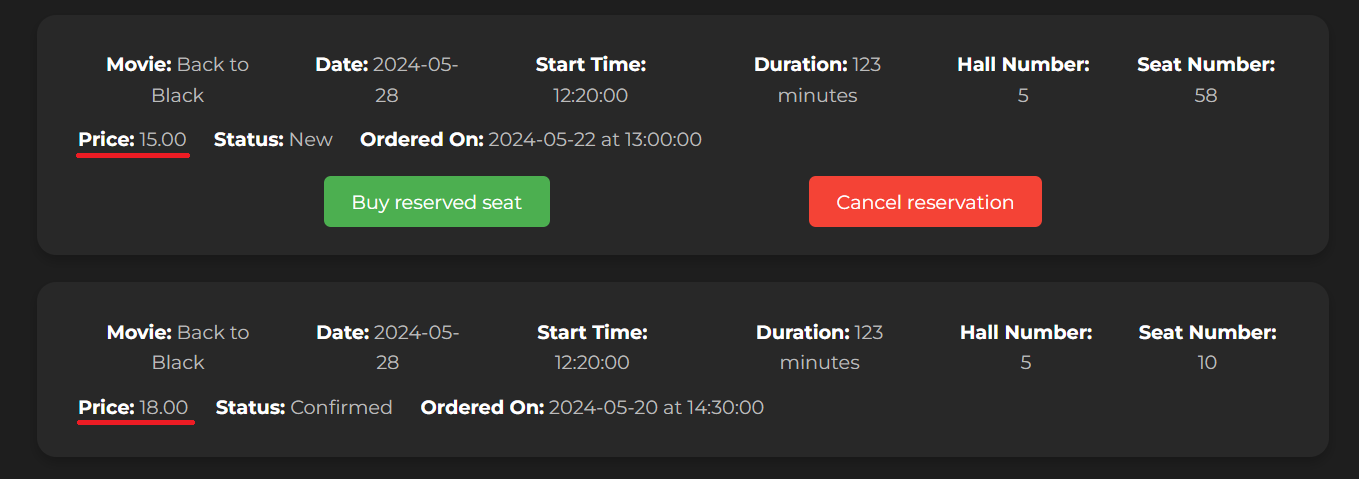 Movie: Back to Date: 2024-05- Start Time: Duration: 123 Hall Number: Seat Number:
Black 28 12:20:00 minutes 5 58
Price: 15.00 Status: New Ordered On: 2024-05-22 at 13:00:00
Buy reserved seat Cancel reservation
Movie: Back to Date: 2024-05- Start Time: Duration: 123 Hall Number: Seat Number:
Black 28 12:20:00 minutes 5 10
Price: 18.00 Status: Confirmed Ordered On: 2024-05-20 at 14:30:00